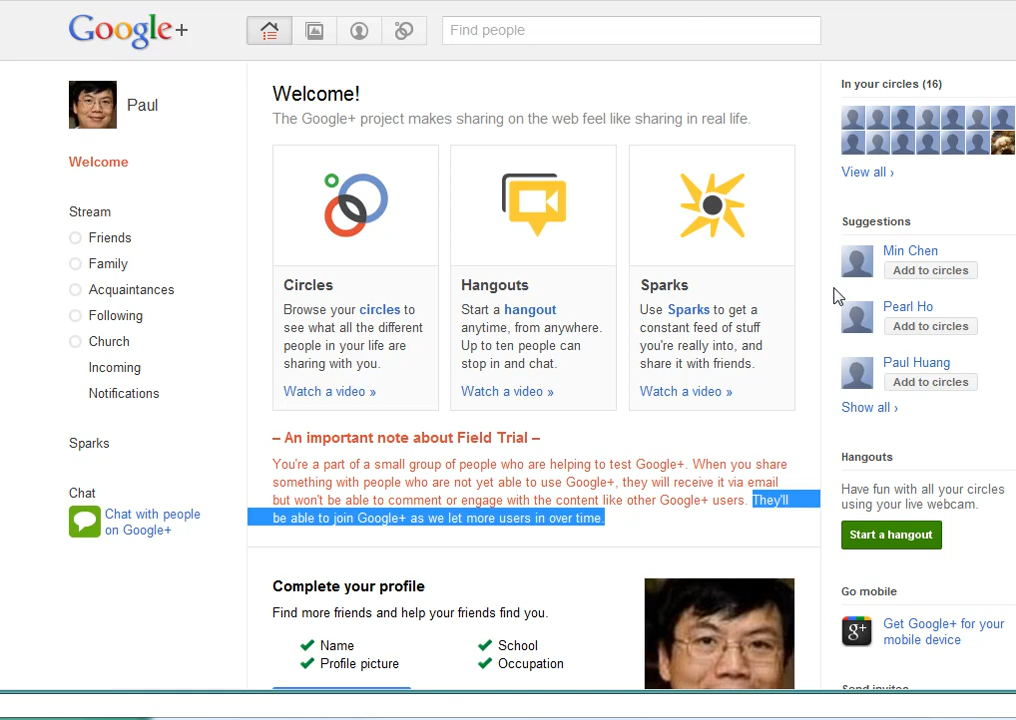 Google+
Find people
Paul
Welcome
Stream
Friends
Family
Acquaintances
Following
Church
Incoming
Notifications
Sparks
Chat
Chat with people
on Google+
Welcome!
The Google+ project makes sharing on the web feel like sharing in real life.
Circles
Browse your circles to
see what all the different
people in your life are
sharing with you.
Watch a video »
Hangouts
Start a hangout
anytime, from anywhere.
Up to ten people can
stop in and chat.
Watch a video »
Sparks
Use Sparks to get a
constant feed of stuff
you're really into, and
share it with friends.
Watch a video »
– An important note about Field Trial –
You're a part of a small group of people who are helping to test Google+. When you share
something with people who are not yet able to use Google+, they will receive it via email
but won't be able to comment or engage with the content like other Google+ users. They'll
be able to join Google+ as we let more users in over time.
Complete your profile
Find more friends and help your friends find you.
Name
School
Profile picture
Occupation
In your circles (16)
View all ›
Suggestions
Min Chen
Add to circles
Pearl Ho
Add to circles
Paul Huang
Add to circles
Show all ›
Hangouts
Have fun with all your circles
using your live webcam.
Start a hangout
Go mobile
g+
Get Google+ for your
mobile device
Send invites